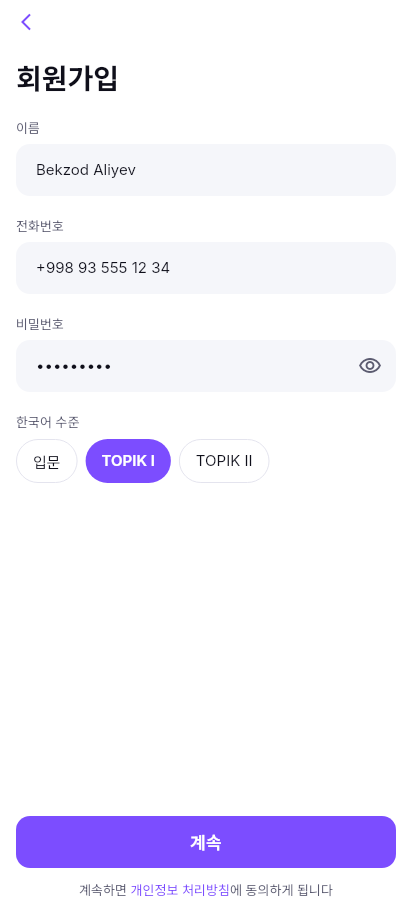 회원가입
이름
Bekzod Aliyev
전화번호
+998 93 555 12 34
비밀번호
•••••••••
한국어 수준
입문 TOPIK I TOPIK II
계속
계속하면 개인정보 처리방침에 동의하게 됩니다